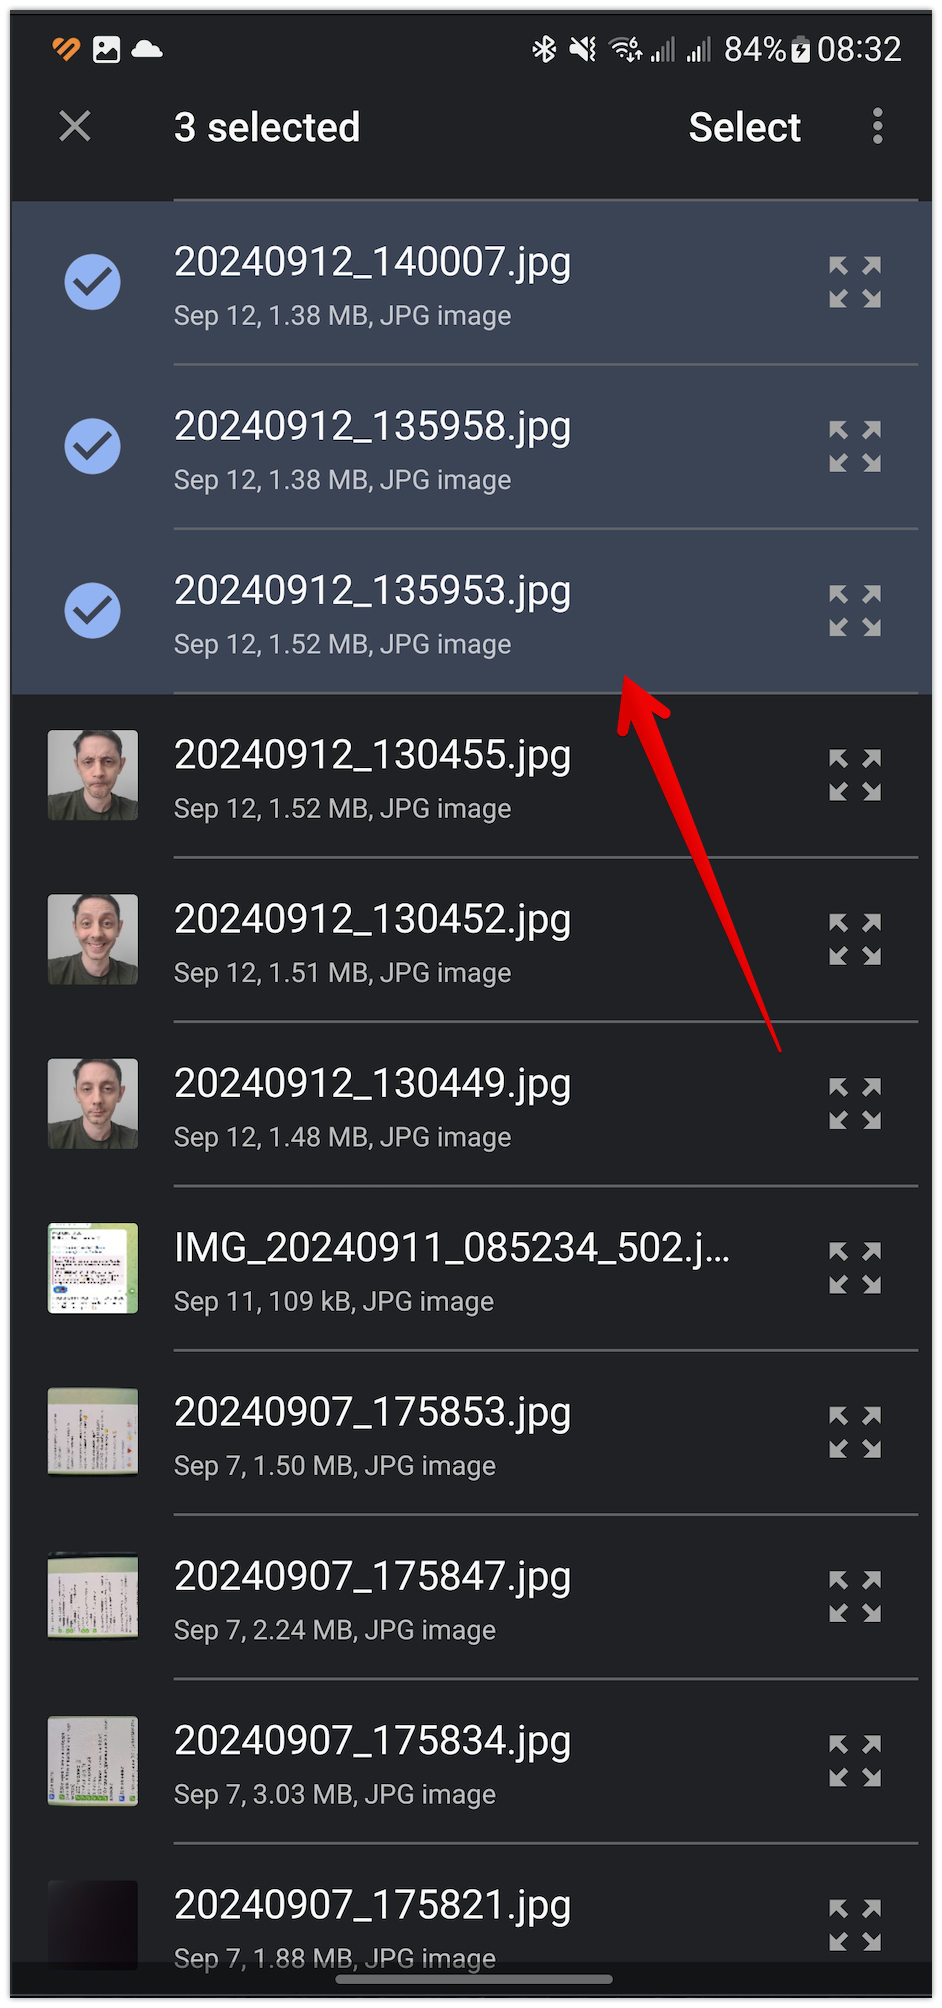 84% 08:32
3 selected Select
20240912_140007.jpg
Sep 12, 1.38 MB, JPG image
20240912_135958.jpg
Sep 12, 1.38 MB, JPG image
20240912_135953.jpg
Sep 12, 1.52 MB, JPG image
20240912_130455.jpg
Sep 12, 1.52 MB, JPG image
20240912_130452.jpg
Sep 12, 1.51 MB, JPG image
20240912_130449.jpg
Sep 12, 1.48 MB, JPG image
IMG_20240911_085234_502.j...
Sep 11, 109 kB, JPG image
20240907_175853.jpg
Sep 7, 1.50 MB, JPG image
20240907_175847.jpg
Sep 7, 2.24 MB, JPG image
20240907_175834.jpg
Sep 7, 3.03 MB, JPG image
20240907_175821.jpg
Sep 7, 1.88 MB, JPG image